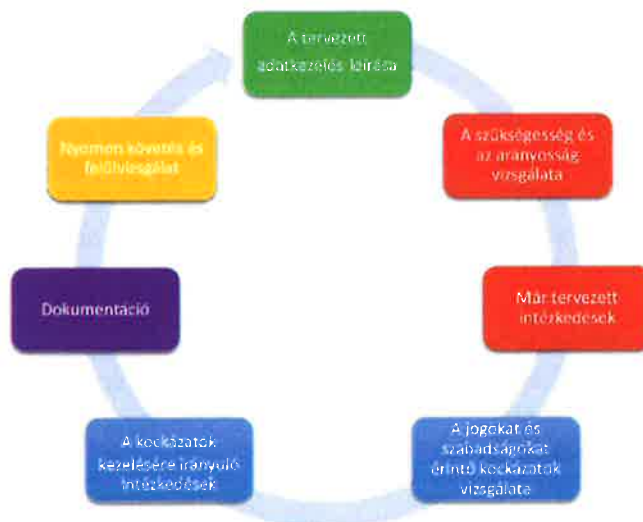 A tervezett
adatkezelés leírása
A szükségesség és
az arányosság
vizsgálata
Már tervezett
intézkedések
A jogokat és
szabadságokat
érintő kockázatok
vizsgálata
A kockázatok
kezelésére irányuló
intézkedések
Dokumentáció
Nyomon követés és
felülvizsgálat